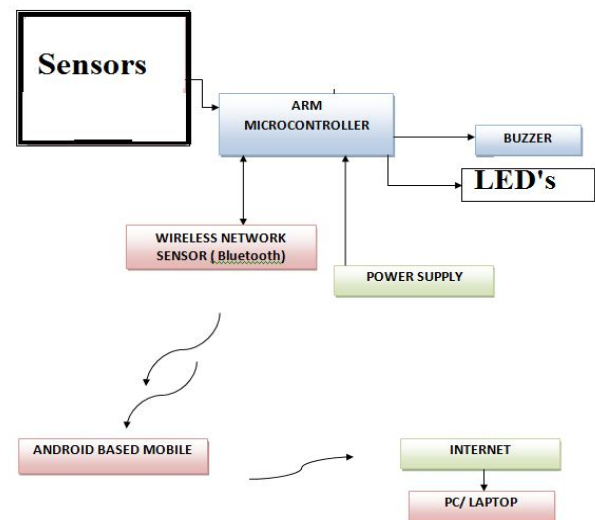 Sensors
ARM
MICROCONTROLLER
BUZZER
LED's
WIRELESS NETWORK
SENSOR ( Bluetooth)
POWER SUPPLY
ANDROID BASED MOBILE
INTERNET
PC/ LAPTOP